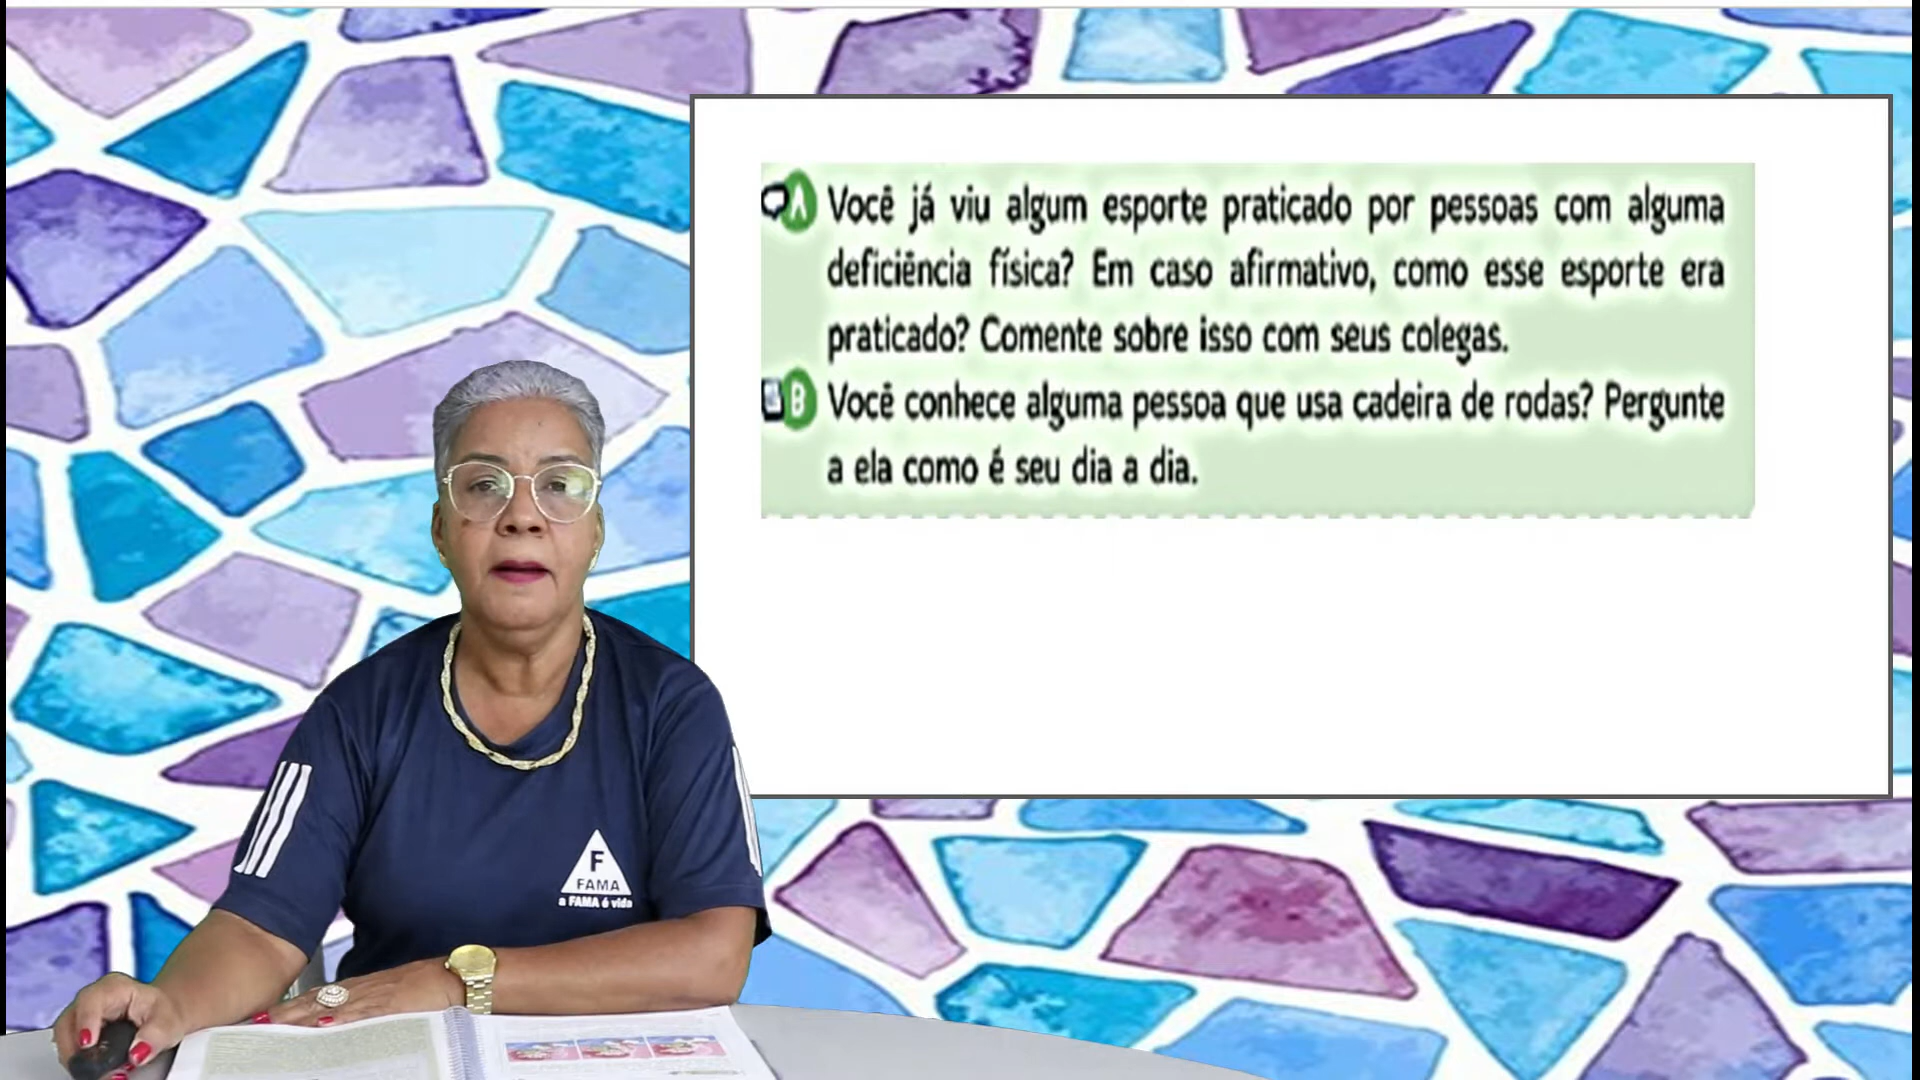 A Você já viu algum esporte praticado por pessoas com alguma
deficiência física? Em caso afirmativo, como esse esporte era
praticado? Comente sobre isso com seus colegas.
B Você conhece alguma pessoa que usa cadeira de rodas? Pergunte
a ela como é seu dia a dia.
F
FAMA
a FAMA é vida